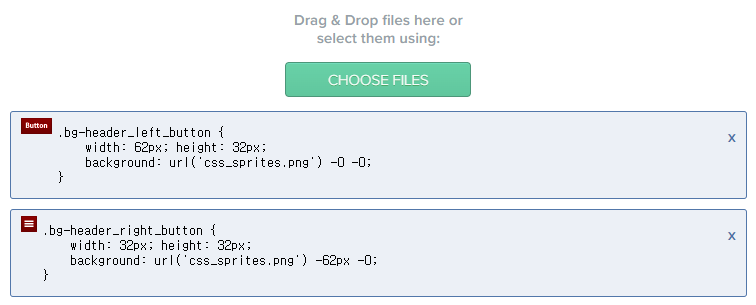 Drag & Drop files here or
select them using:
CHOOSE FILES
Button
.bg-header_left_button {
width: 62px; height: 32px;
background: url('css_sprites.png') -0 -0;
}
x
.bg-header_right_button {
width: 32px; height: 32px;
background: url('css_sprites.png') -62px -0;
}
x